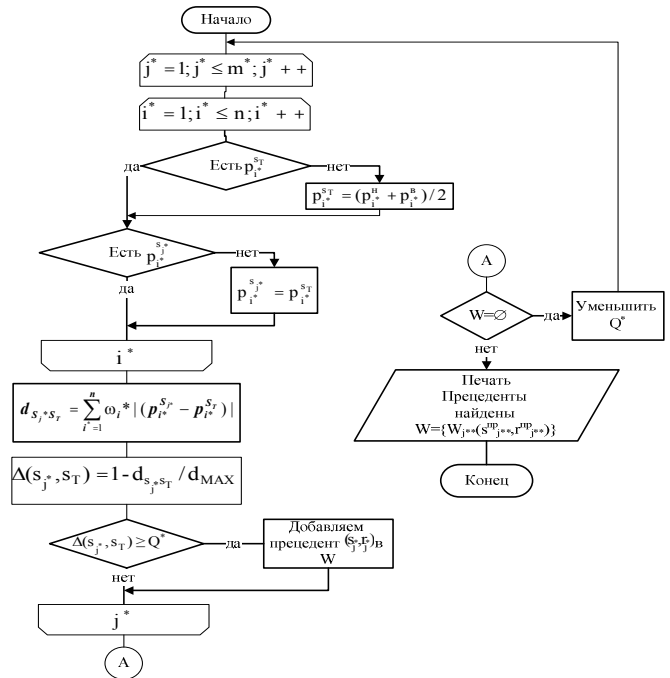 Начало
j* = 1; j* ≤ m*; j* + +
i* = 1; i* ≤ n; i* + +
Есть p_{i*}^{s_T}
да
нет
p_{i*}^{s_T} = (p_{i*}^{н} + p_{i*}^{в}) / 2
Есть p_{i*}^{s_{j*}}
нет
да
p_{i*}^{s_{j*}} = p_{i*}^{s_T}
i*
d_{s_{j*}s_T} = ∑_{i*=1}^{n} ω_i* | (p_{i*}^{s_{j*}} − p_{i*}^{s_T}) |
Δ(s_{j*}, s_T) = 1 - d_{s_{j*}s_T} / d_{MAX}
Δ(s_{j*}, s_T) ≥ Q*
да
нет
Добавляем
прецедент (s_j*, r_j*) в
W
j*
А
А
W=∅
да
Уменьшить
Q*
нет
Печать
Прецеденты
найдены
W={W_{j**}(s^{пр}_{j**}, r^{пр}_{j**})}
Конец